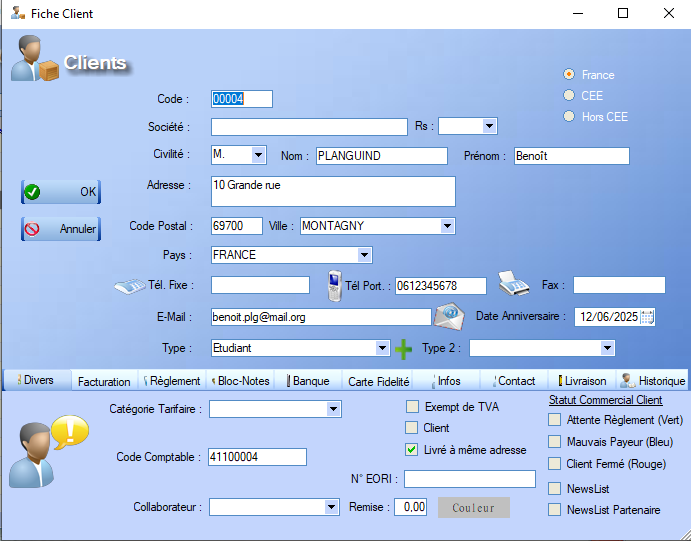 Fiche Client
Clients
France
CEE
Hors CEE
Code : 00004
Société : Rs :
Civilité : M. Nom : PLANGUIND Prénom : Benoît
Adresse : 10 Grande rue
OK
Annuler
Code Postal : 69700 Ville : MONTAGNY
Pays : FRANCE
Tél. Fixe : Tél Port. : 0612345678 Fax :
E-Mail : benoit.plg@mail.org Date Anniversaire : 12/06/2025
Type : Etudiant Type 2 :
Divers Facturation Règlement Bloc-Notes Banque Carte Fidelité Infos Contact Livraison Historique
Catégorie Tarifaire :
Code Comptable : 41100004
Collaborateur : Remise : 0,00 Couleur
Exempt de TVA
Client
Livré à même adresse
N° EORI :
Statut Commercial Client
Attente Règlement (Vert)
Mauvais Payeur (Bleu)
Client Fermé (Rouge)
NewsList
NewsList Partenaire